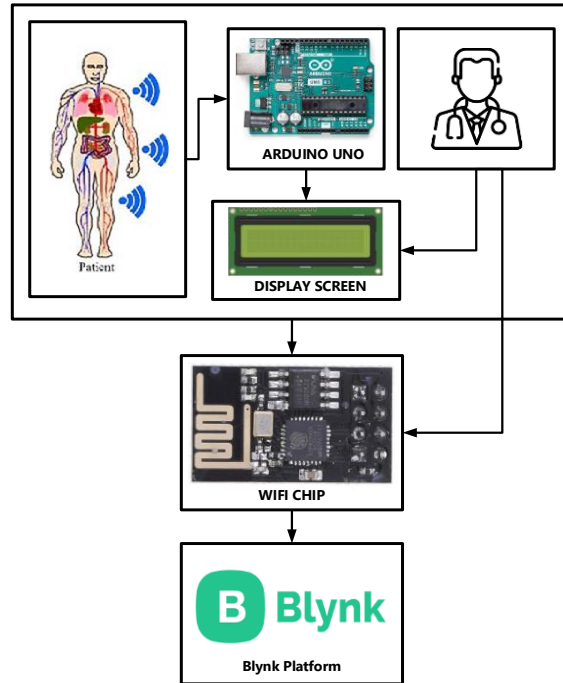 Patient
ARDUINO UNO
DISPLAY SCREEN
WIFI CHIP
B Blynk
Blynk Platform